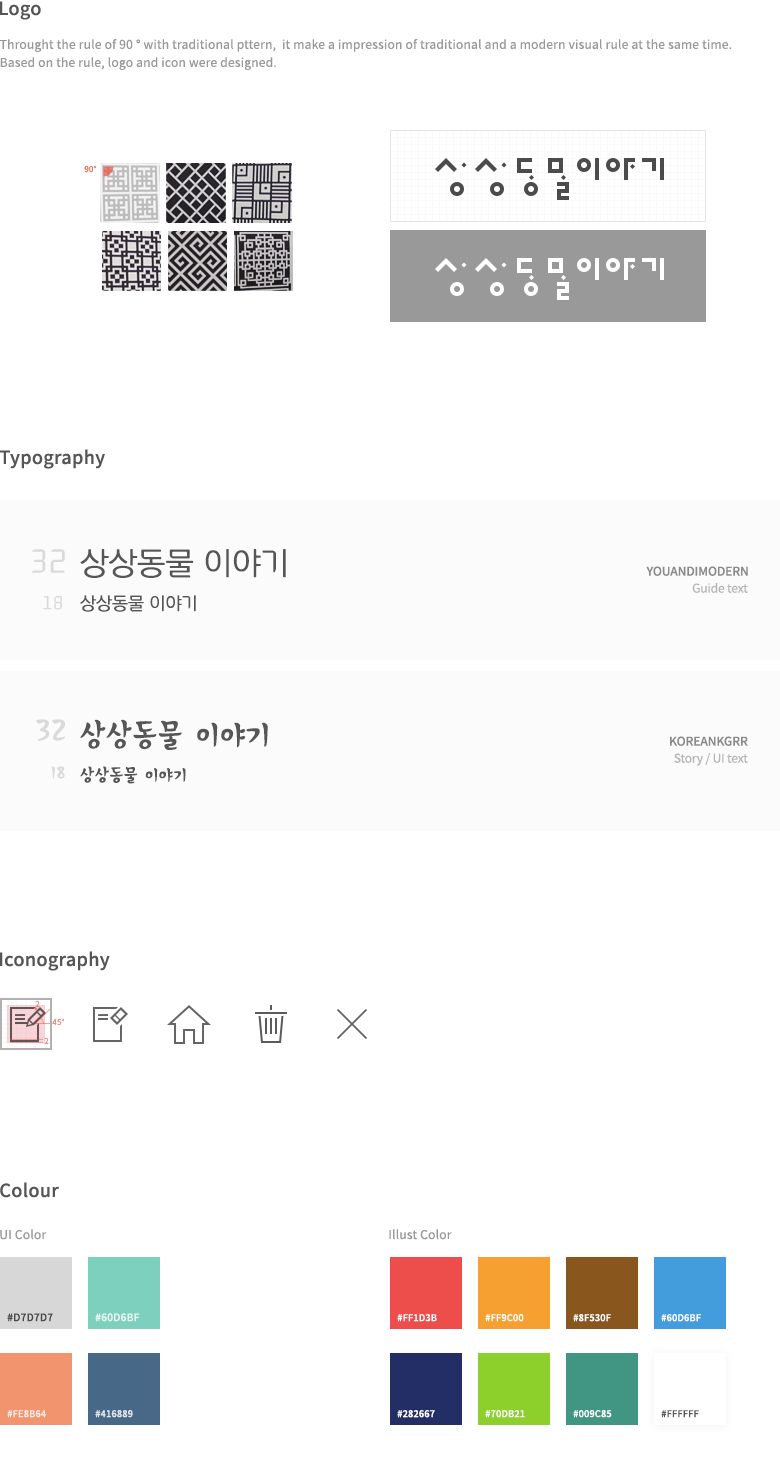 Logo
Throught the rule of 90 ° with traditional pttern, it make a impression of traditional and a modern visual rule at the same time.
Based on the rule, logo and icon were designed.
90°
상상동물이야기
상상동물이야기
Typography
32 상상동물 이야기
18 상상동물 이야기
YOUANDIMODERN
Guide text
32 상상동물 이야기
18 상상동물 이야기
KOREANKGRR
Story / UI text
Iconography
2
45°
2
Colour
UI Color
#D7D7D7
#60D6BF
#FE8B64
#416889
Illust Color
#FF1D3B
#FF9C00
#8F530F
#60D6BF
#282667
#70DB21
#009C85
#FFFFFF